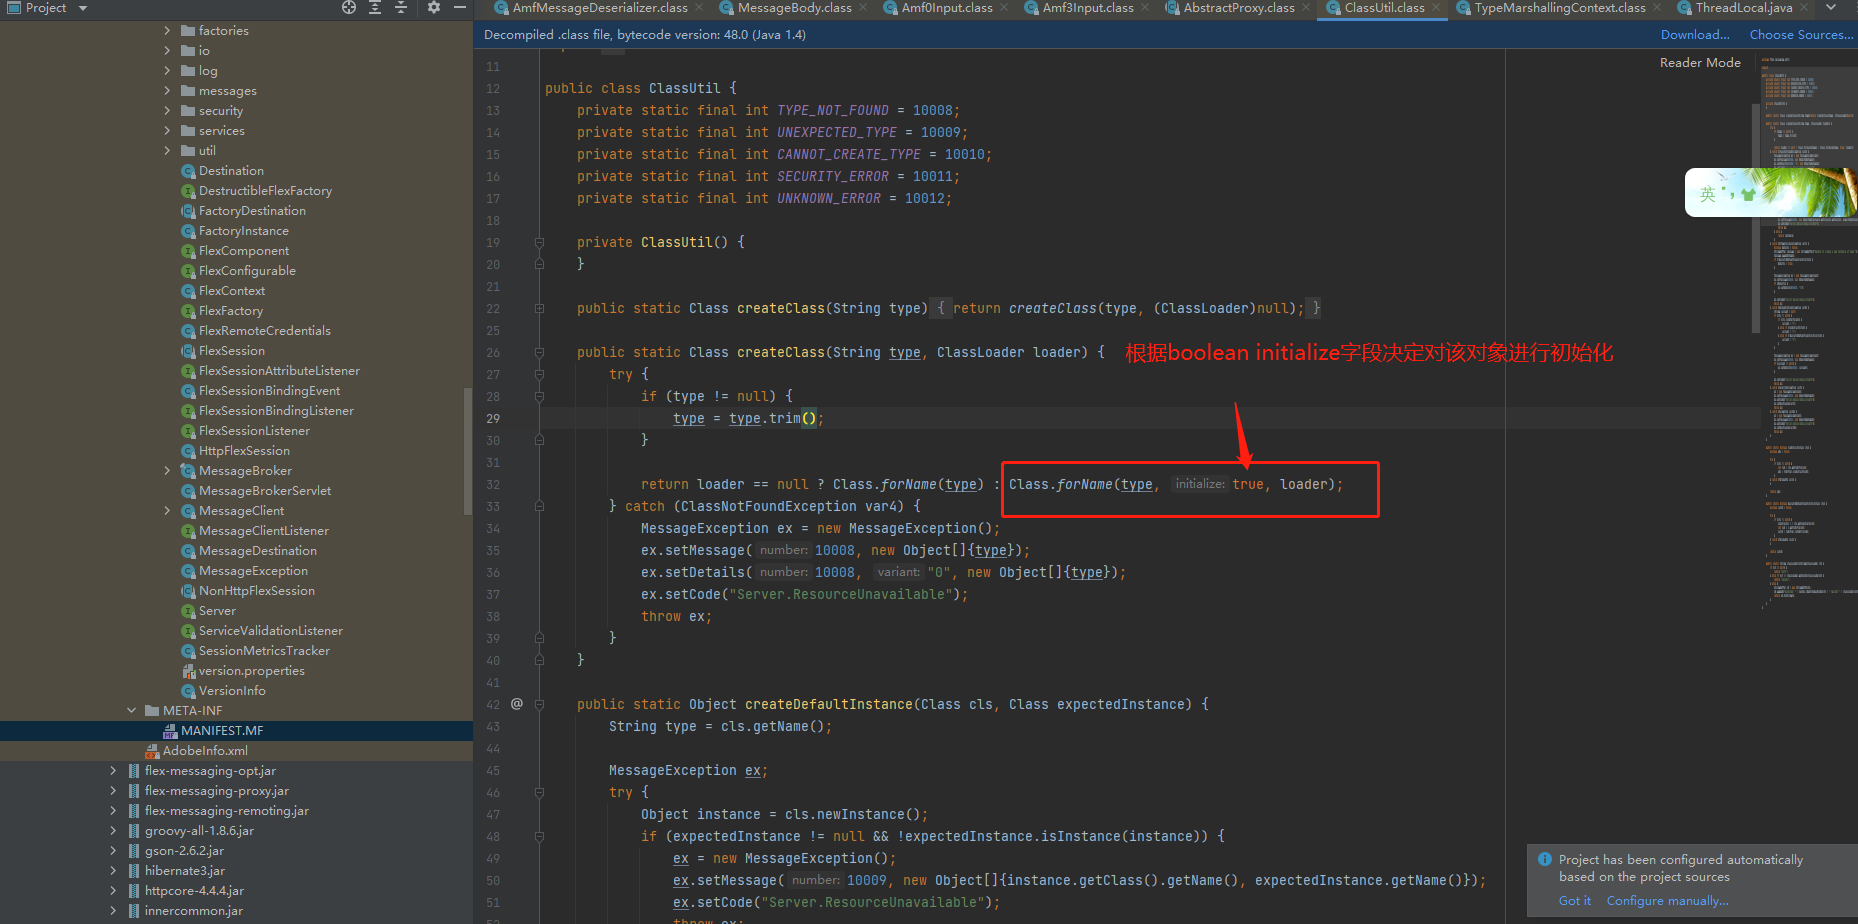 Project
AmfMessageDeserializer.class
MessageBody.class
Amf0Input.class
Amf3Input.class
AbstractProxy.class
ClassUtil.class
TypeMarshallingContext.class
ThreadLocal.java
Decompiled .class file, bytecode version: 48.0 (Java 1.4)
Download...
Choose Sources...
Reader Mode
factories
io
log
messages
security
services
util
Destination
DestructibleFlexFactory
FactoryDestination
FactoryInstance
FlexComponent
FlexConfigurable
FlexContext
FlexFactory
FlexRemoteCredentials
FlexSession
FlexSessionAttributeListener
FlexSessionBindingEvent
FlexSessionBindingListener
FlexSessionListener
HttpFlexSession
MessageBroker
MessageBrokerServlet
MessageClient
MessageClientListener
MessageDestination
MessageException
NonHttpFlexSession
Server
ServiceValidationListener
SessionMetricsTracker
version.properties
VersionInfo
META-INF
MANIFEST.MF
AdobeInfo.xml
flex-messaging-opt.jar
flex-messaging-proxy.jar
flex-messaging-remoting.jar
groovy-all-1.8.6.jar
gson-2.6.2.jar
hibernate3.jar
httpcore-4.4.4.jar
innercommon.jar
11
12 public class ClassUtil {
13 private static final int TYPE_NOT_FOUND = 10008;
14 private static final int UNEXPECTED_TYPE = 10009;
15 private static final int CANNOT_CREATE_TYPE = 10010;
16 private static final int SECURITY_ERROR = 10011;
17 private static final int UNKNOWN_ERROR = 10012;
18
19 private ClassUtil() {
20 }
21
22 public static Class createClass(String type) { return createClass(type, (ClassLoader)null); }
25
26 public static Class createClass(String type, ClassLoader loader) { 根据boolean initialize字段决定对该对象进行初始化
27 try {
28 if (type != null) {
29 type = type.trim();
30 }
31
32 return loader == null ? Class.forName(type) : Class.forName(type, initialize: true, loader);
33 } catch (ClassNotFoundException var4) {
34 MessageException ex = new MessageException();
35 ex.setMessage( number: 10008, new Object[]{type});
36 ex.setDetails( number: 10008, variant: "0", new Object[]{type});
37 ex.setCode("Server.ResourceUnavailable");
38 throw ex;
39 }
40 }
41
42 @ public static Object createDefaultInstance(Class cls, Class expectedInstance) {
43 String type = cls.getName();
44
45 MessageException ex;
46 try {
47 Object instance = cls.newInstance();
48 if (expectedInstance != null && !expectedInstance.isInstance(instance)) {
49 ex = new MessageException();
50 ex.setMessage( number: 10009, new Object[]{instance.getClass().getName(), expectedInstance.getName()});
51 ex.setCode("Server.ResourceUnavailable");
英
Project has been configured automatically
based on the project sources
Got it Configure manually...